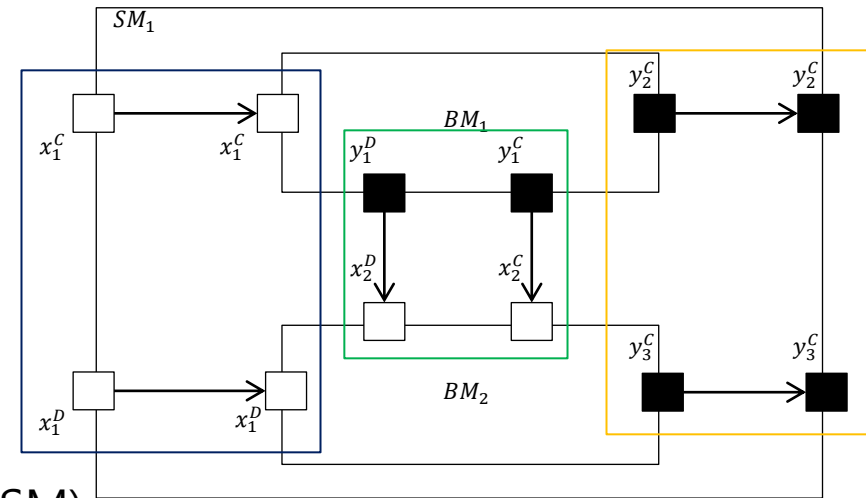 SM₁
y₂ᶜ y₂ᶜ
x₁ᶜ x₁ᶜ
BM₁
y₁ᴰ y₁ᶜ
x₂ᴰ x₂ᶜ
y₃ᶜ y₃ᶜ
BM₂
x₁ᴰ x₁ᴰ
SM)